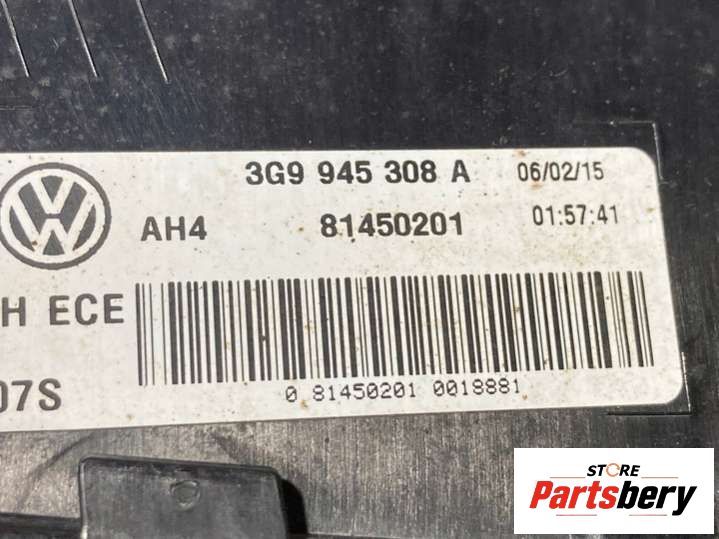 3G9 945 308 A 06/02/15
AH4 81450201 01:57:41
H ECE
07S
0 81450201 0018881
STORE
Partsbery